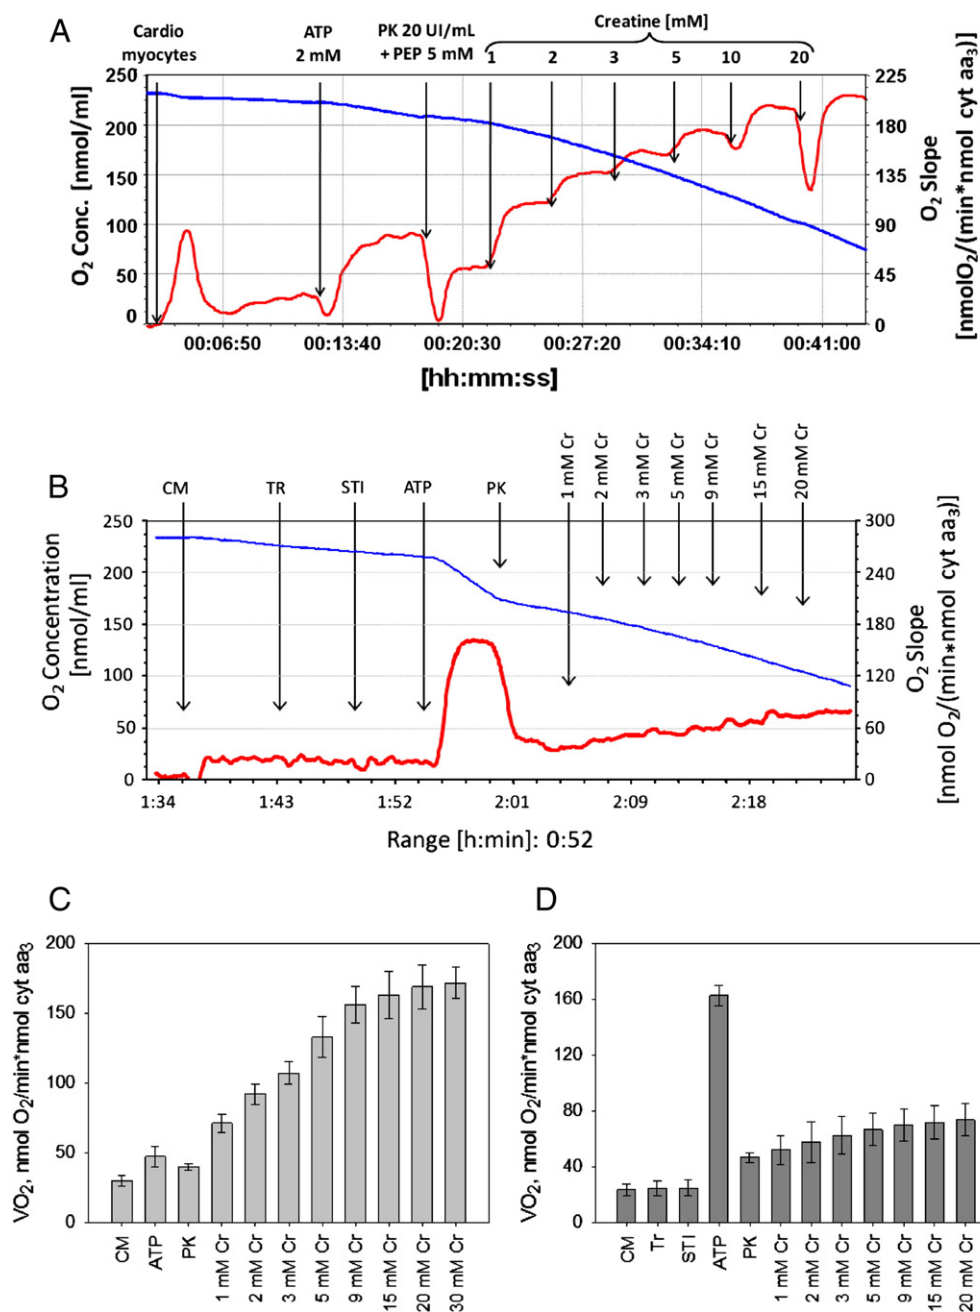 A
Cardio
myocytes
ATP
2 mM
PK 20 UI/mL
+ PEP 5 mM
Creatine [mM]
1 2 3 5 10 20
O2 Conc. [nmol/ml]
250
200
150
100
50
0
225
180
135
90
45
0
O2 Slope
[nmolO2/(min*nmol cyt aa3)]
00:06:50 00:13:40 00:20:30 00:27:20 00:34:10 00:41:00
[hh:mm:ss]
B
CM TR STI ATP PK 1 mM Cr 2 mM Cr 3 mM Cr 5 mM Cr 9 mM Cr 15 mM Cr 20 mM Cr
O2 Concentration
[nmol/ml]
250
200
150
100
50
0
300
240
180
120
60
0
O2 Slope
[nmol O2/(min*nmol cyt aa3)]
1:34 1:43 1:52 2:01 2:09 2:18
Range [h:min]: 0:52
C
VO2, nmol O2/min*nmol cyt aa3
200
150
100
50
0
CM ATP PK 1 mM Cr 2 mM Cr 3 mM Cr 5 mM Cr 9 mM Cr 15 mM Cr 20 mM Cr 30 mM Cr
D
VO2, nmol O2/min*nmol cyt aa3
200
160
120
80
40
0
CM Tr STI ATP PK 1 mM Cr 2 mM Cr 3 mM Cr 5 mM Cr 9 mM Cr 15 mM Cr 20 mM Cr